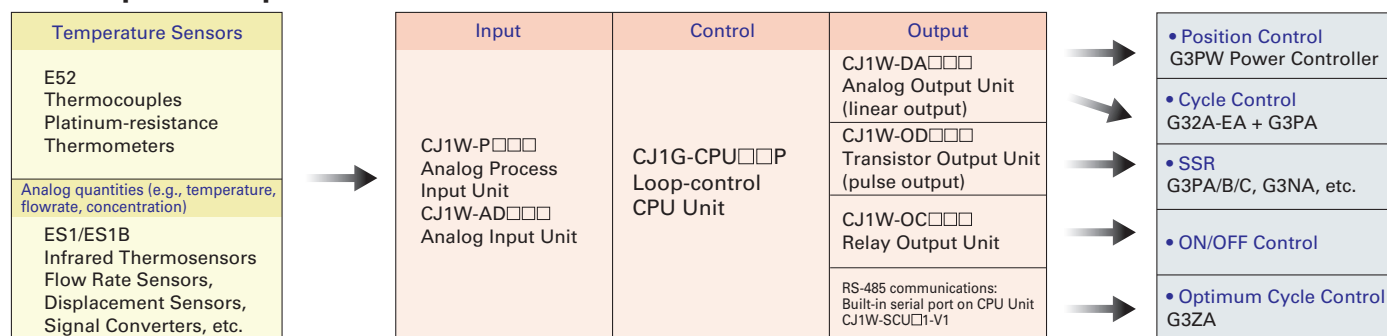 Temperature Sensors
E52
Thermocouples
Platinum-resistance
Thermometers
Analog quantities (e.g., temperature,
flowrate, concentration)
ES1/ES1B
Infrared Thermosensors
Flow Rate Sensors,
Displacement Sensors,
Signal Converters, etc.
Input
CJ1W-P□□□
Analog Process
Input Unit
CJ1W-AD□□□
Analog Input Unit
Control
CJ1G-CPU□□P
Loop-control
CPU Unit
Output
CJ1W-DA□□□
Analog Output Unit
(linear output)
CJ1W-OD□□□
Transistor Output Unit
(pulse output)
CJ1W-OC□□□
Relay Output Unit
RS-485 communications:
Built-in serial port on CPU Unit
CJ1W-SCU□1-V1
• Position Control
G3PW Power Controller
• Cycle Control
G32A-EA + G3PA
• SSR
G3PA/B/C, G3NA, etc.
• ON/OFF Control
• Optimum Cycle Control
G3ZA